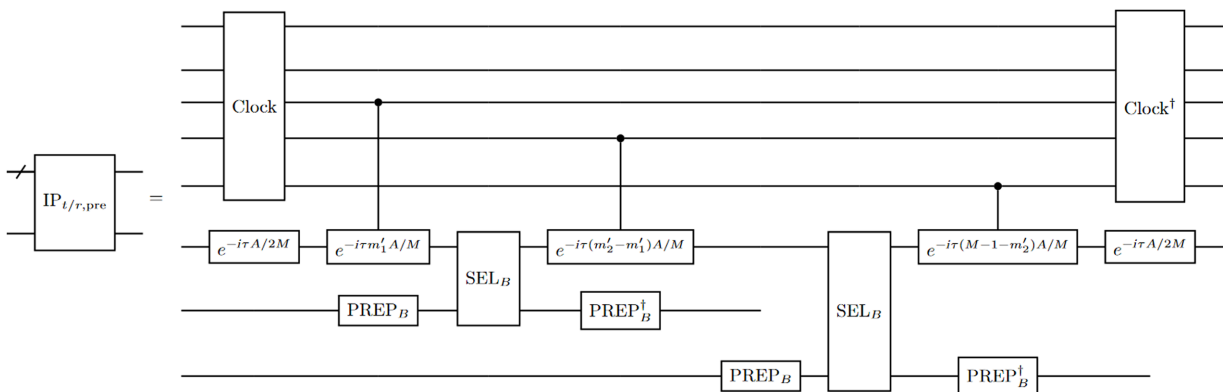 Clock
Clock†
IP_{t/r,pre}
=
e^{-iτA/2M}
e^{-iτm′_1A/M}
SEL_B
e^{-iτ(m′_2−m′_1)A/M}
SEL_B
e^{-iτ(M−1−m′_2)A/M}
e^{-iτA/2M}
PREP_B
PREP_B^†
PREP_B
PREP_B^†